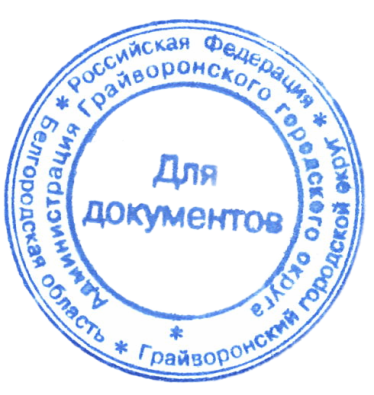 * Российская Федерация * Грайворонский городской округ * Белгородская область
Администрация Грайворонского городского округа *
Для
документов